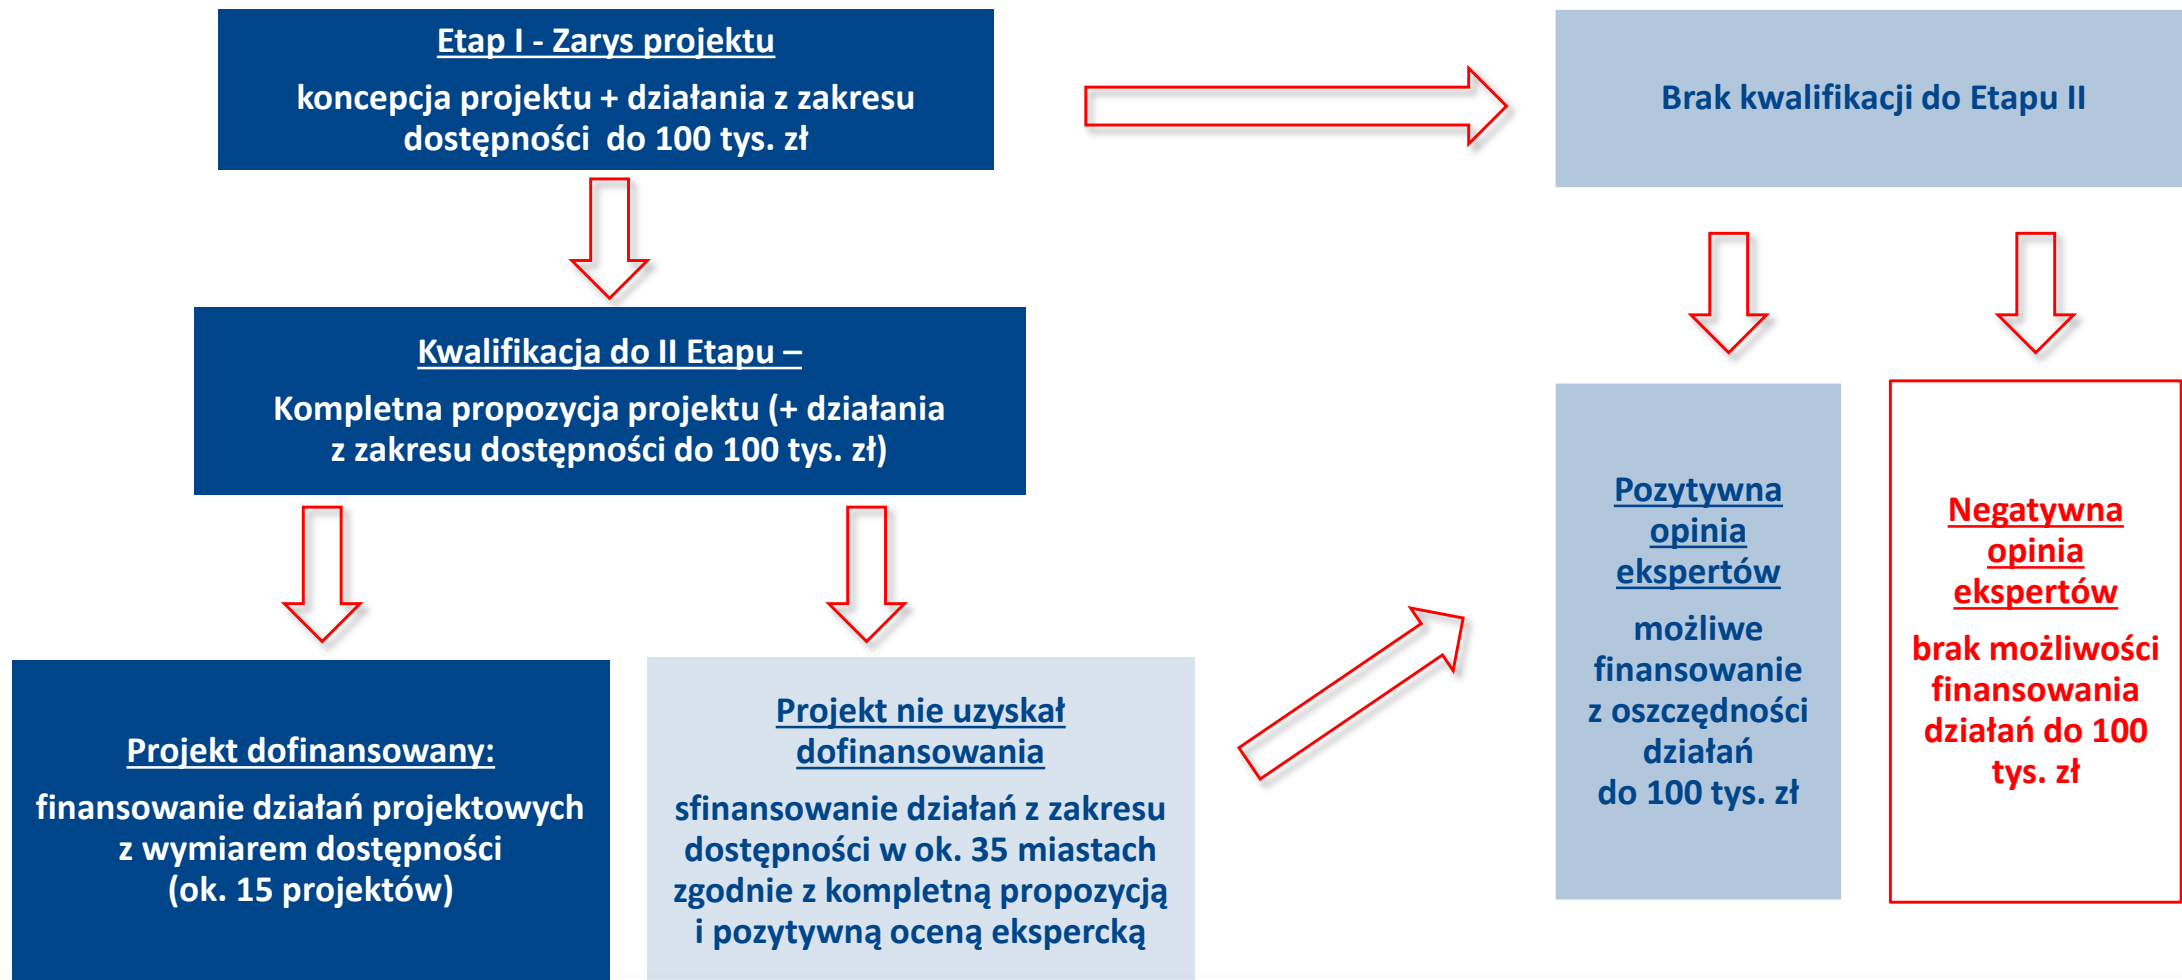 Etap I - Zarys projektu
koncepcja projektu + działania z zakresu
dostępności do 100 tys. zł
Brak kwalifikacji do Etapu II
Kwalifikacja do II Etapu –
Kompletna propozycja projektu (+ działania
z zakresu dostępności do 100 tys. zł)
Projekt dofinansowany:
finansowanie działań projektowych
z wymiarem dostępności
(ok. 15 projektów)
Projekt nie uzyskał
dofinansowania
sfinansowanie działań z zakresu
dostępności w ok. 35 miastach
zgodnie z kompletną propozycją
i pozytywną oceną ekspercką
Pozytywna
opinia
ekspertów
możliwe
finansowanie
z oszczędności
działań
do 100 tys. zł
Negatywna
opinia
ekspertów
brak możliwości
finansowania
działań do 100
tys. zł